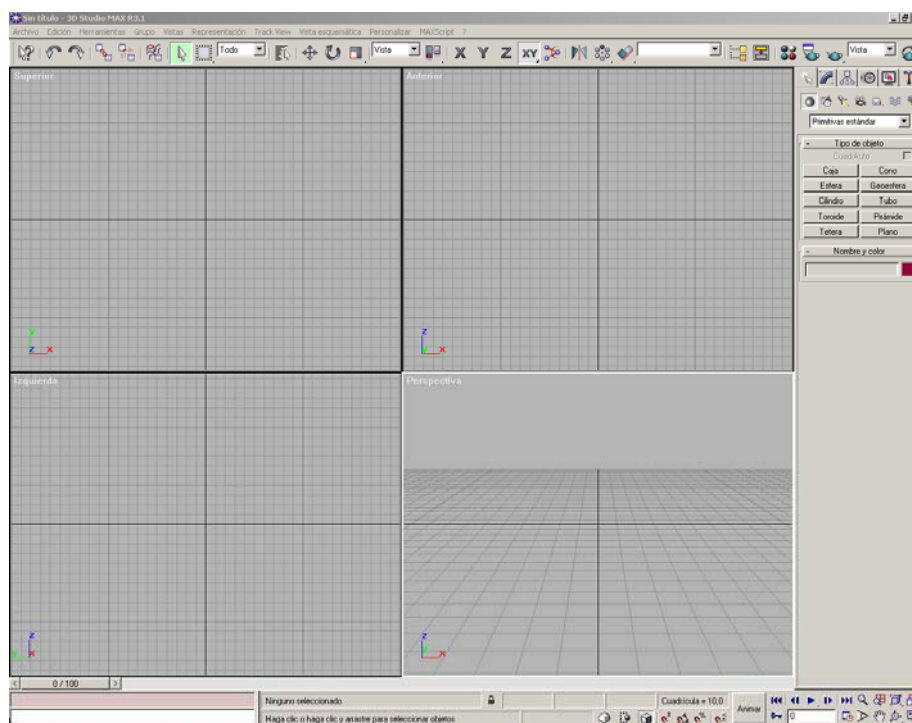 Sin título - 3D Studio MAX R3.1
Archivo Edición Herramientas Grupo Vistas Representación Track View Vista esquemática Personalizar MAXScript ?
Todo Vista X Y Z XY Vista
Superior
Anterior
Primitivas estándar
- Tipo de objeto
CuadriAuto
Caja Cono
Esfera Geoesfera
Cilindro Tubo
Toroide Pirámide
Tetera Plano
- Nombre y color
y
z x
z
y x
Izquierda
Perspectiva
z
y x
z
y x
< 0 / 100 >
Ninguno seleccionado Cuadrícula = 10,0 Animar
Haga clic o haga clic y arrastre para seleccionar objetos 0